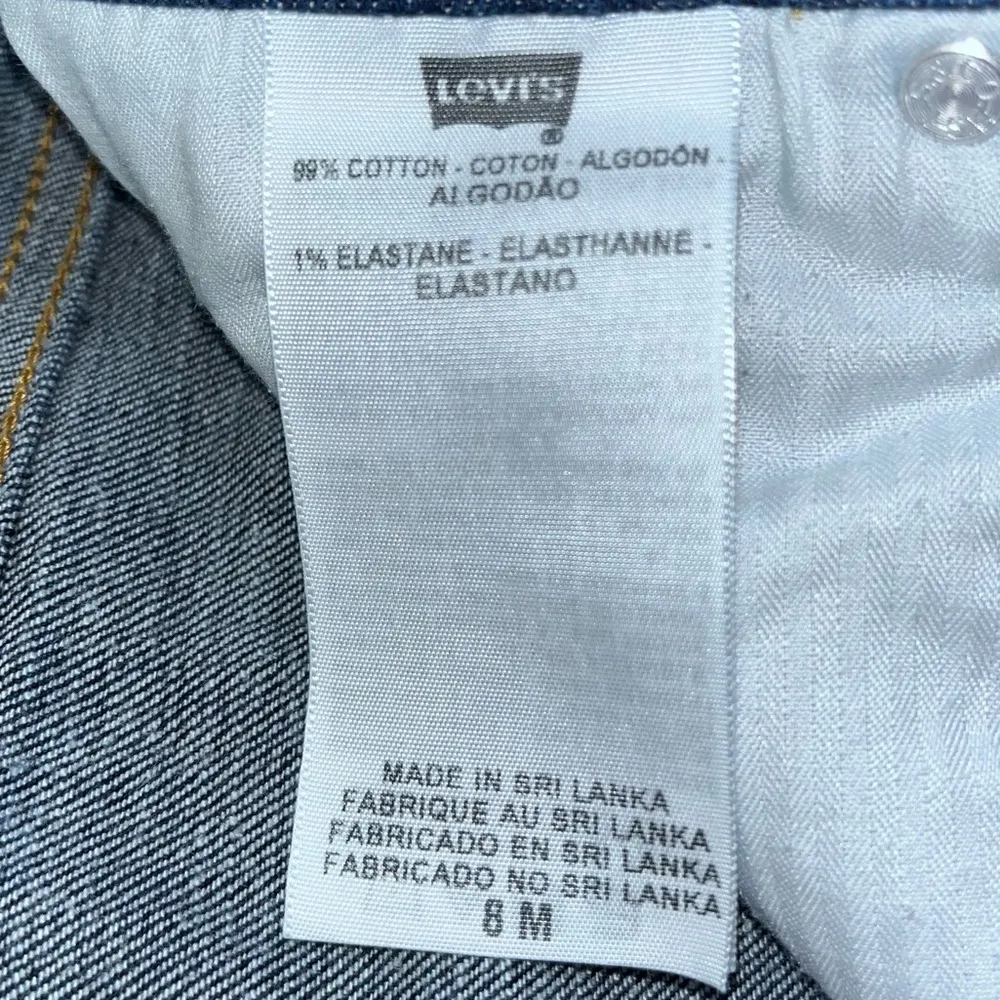 LEVI'S
®
99% COTTON - COTON - ALGODÓN -
ALGODÃO
1% ELASTANE - ELASTHANNE -
ELASTANO
MADE IN SRI LANKA
FABRIQUE AU SRI LANKA
FABRICADO EN SRI LANKA
FABRICADO NO SRI LANKA
8 M